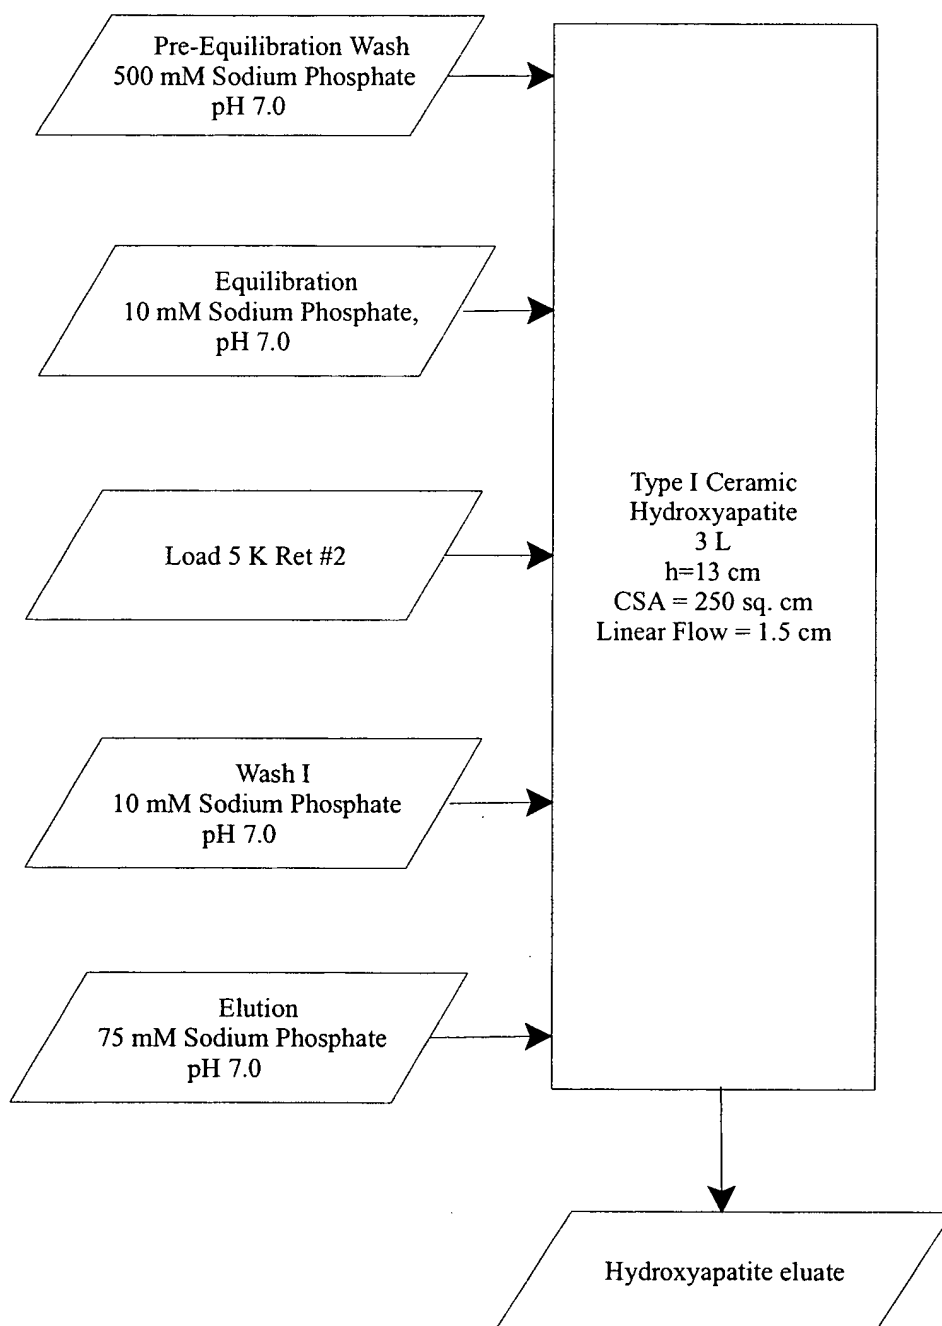 Pre-Equilibration Wash
500 mM Sodium Phosphate
pH 7.0
Equilibration
10 mM Sodium Phosphate,
pH 7.0
Load 5 K Ret #2
Wash I
10 mM Sodium Phosphate
pH 7.0
Elution
75 mM Sodium Phosphate
pH 7.0
Type I Ceramic
Hydroxyapatite
3 L
h=13 cm
CSA = 250 sq. cm
Linear Flow = 1.5 cm
Hydroxyapatite eluate